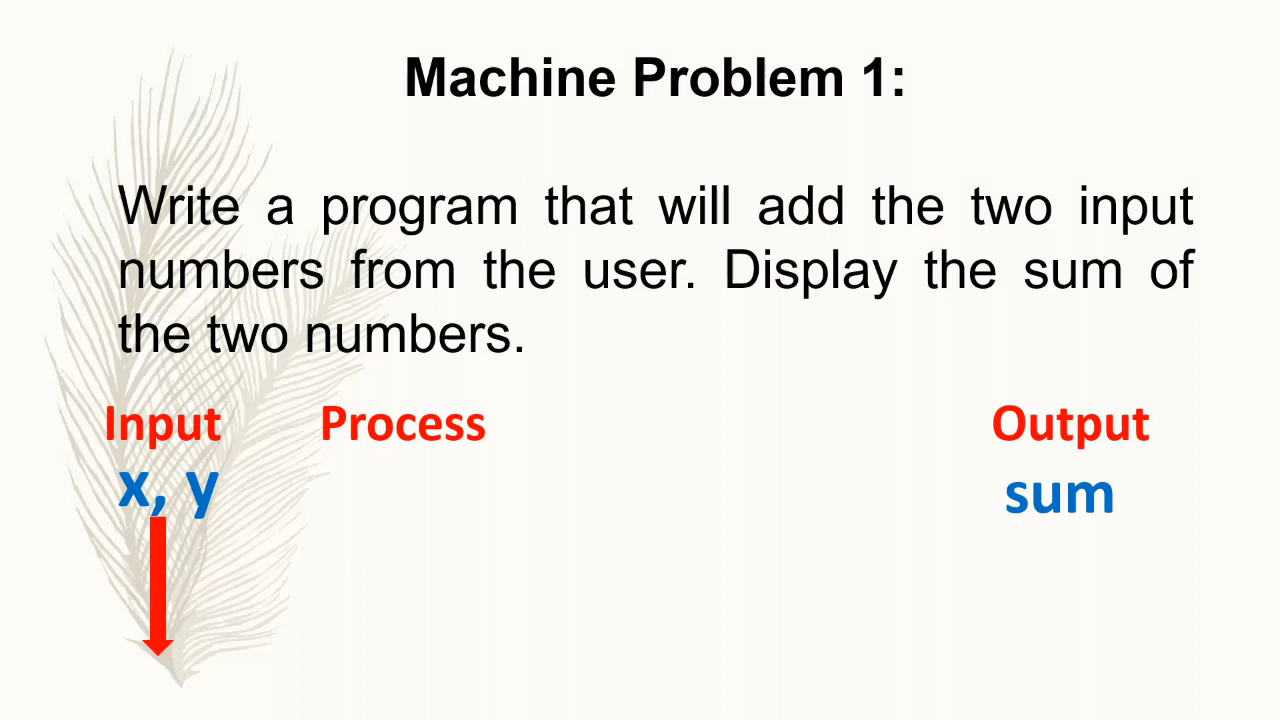 Machine Problem 1:
Write a program that will add the two input
numbers from the user. Display the sum of
the two numbers.
Input Process Output
x, y sum